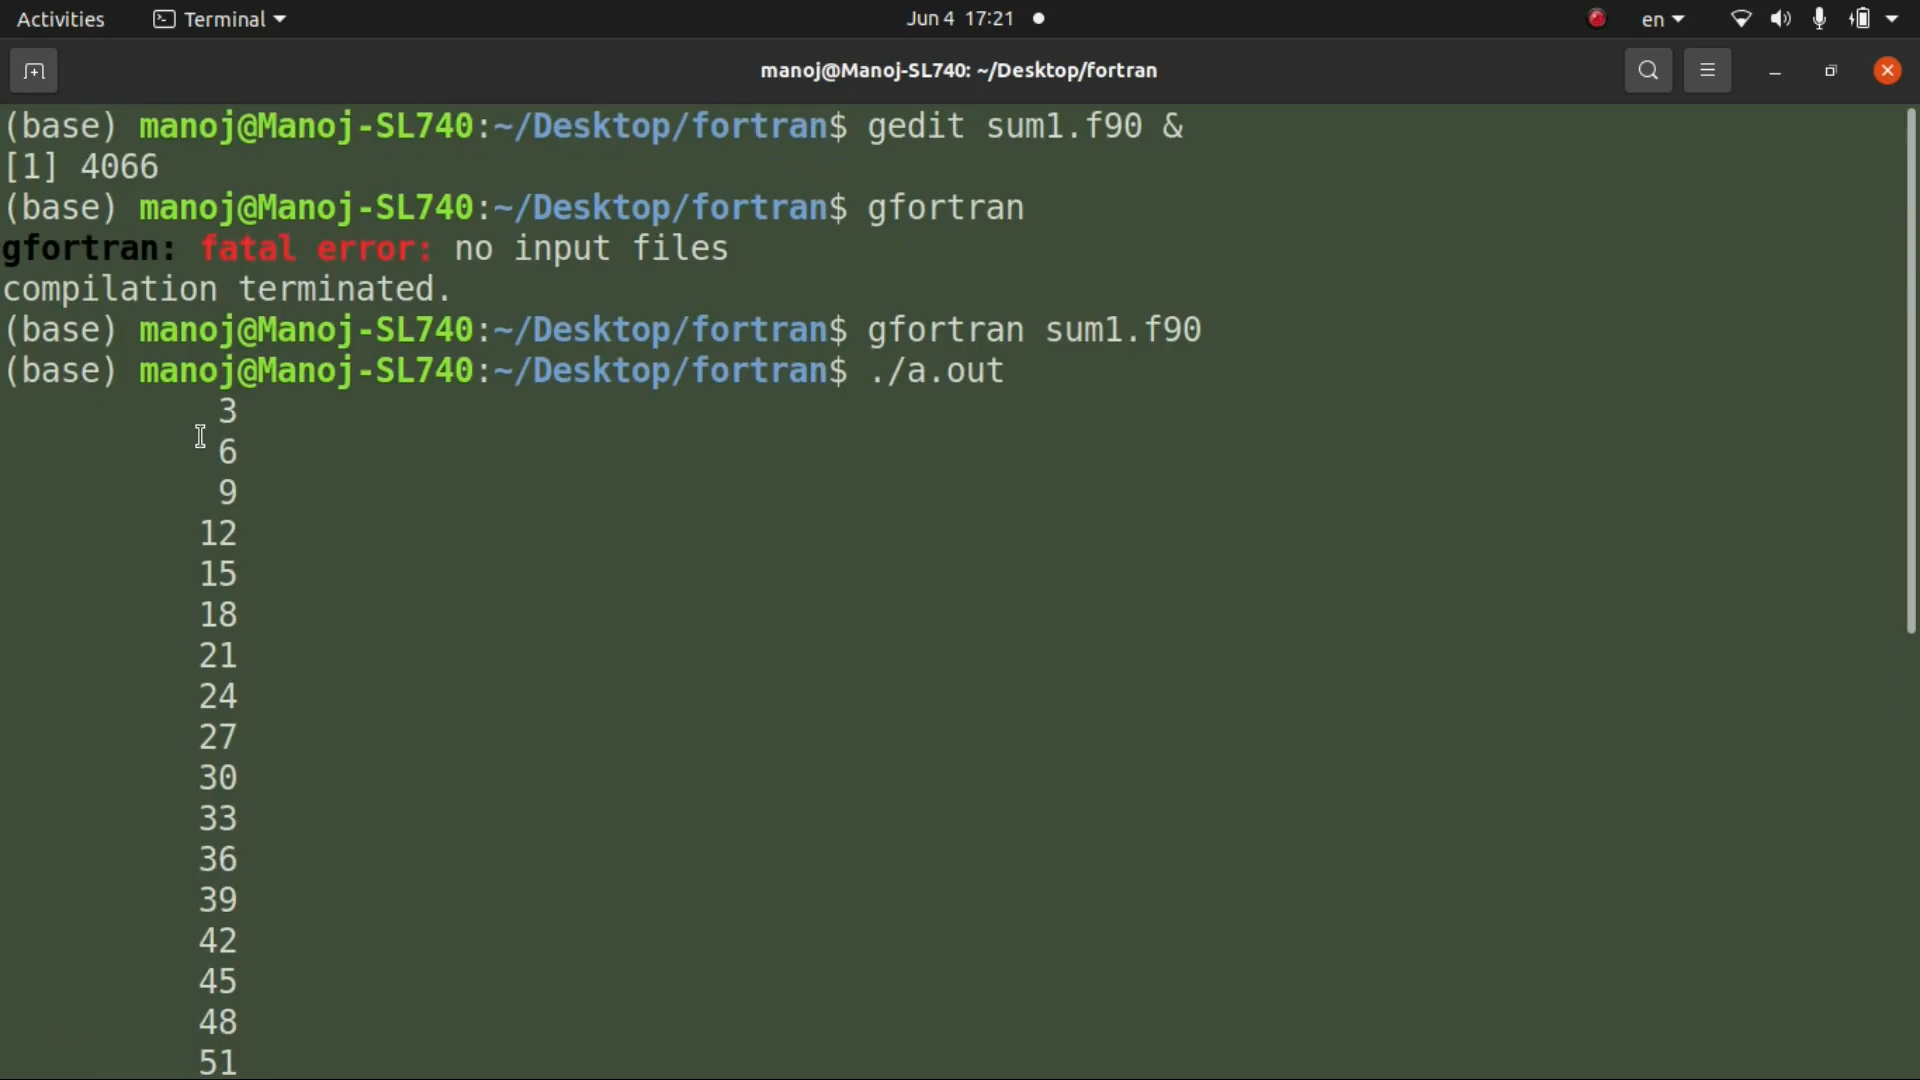 Activities Terminal Jun 4 17:21 en
manoj@Manoj-SL740: ~/Desktop/fortran
(base) manoj@Manoj-SL740:~/Desktop/fortran$ gedit sum1.f90 &
[1] 4066
(base) manoj@Manoj-SL740:~/Desktop/fortran$ gfortran
gfortran: fatal error: no input files
compilation terminated.
(base) manoj@Manoj-SL740:~/Desktop/fortran$ gfortran sum1.f90
(base) manoj@Manoj-SL740:~/Desktop/fortran$ ./a.out
3
6
9
12
15
18
21
24
27
30
33
36
39
42
45
48
51